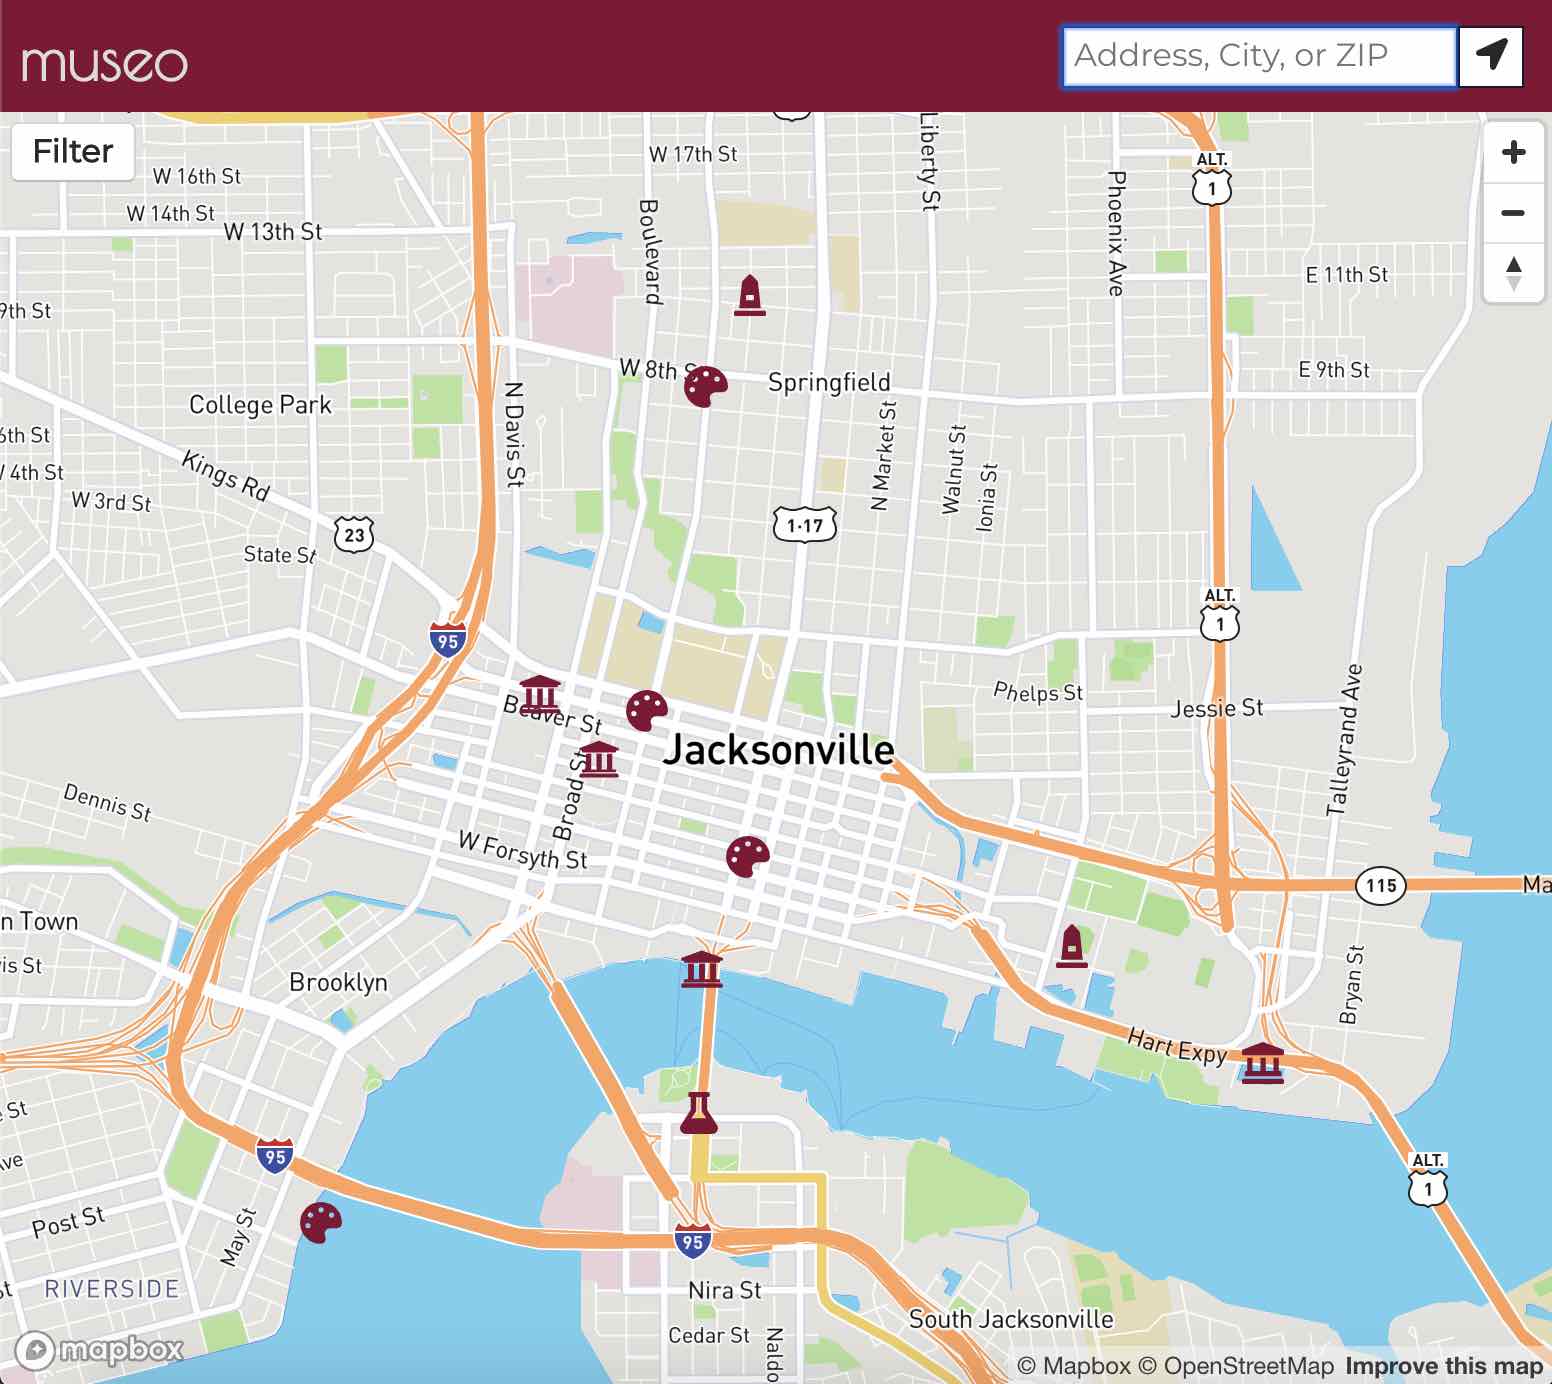 museo
Address, City, or ZIP
Filter
W 17th St
Liberty St
ALT.
1
W 16th St
W 14th St
W 13th St
Boulevard
Phoenix Ave
E 11th St
9th St
W 8th
Springfield
E 9th St
College Park
N Davis St
N Market St
Walnut St
Ionia St
6th St
4th St
Kings Rd
W 3rd St
23
1-17
State St
ALT.
1
95
Beaver St
Phelps St
Jessie St
Talleyrand Ave
Jacksonville
Broad St
Dennis St
W Forsyth St
115
Ma
n Town
is St
Brooklyn
Bryan St
Hart Expy
St
95
Ave
ALT.
1
Post St
May St
95
RIVERSIDE
St
Nira St
South Jacksonville
Cedar St
Naldo
mapbox
© Mapbox © OpenStreetMap Improve this map